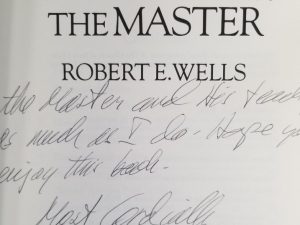 THE MASTER
ROBERT E. WELLS
the Master and His teach
as much as I do. Hope yo
enjoy this book.
Most Cordially